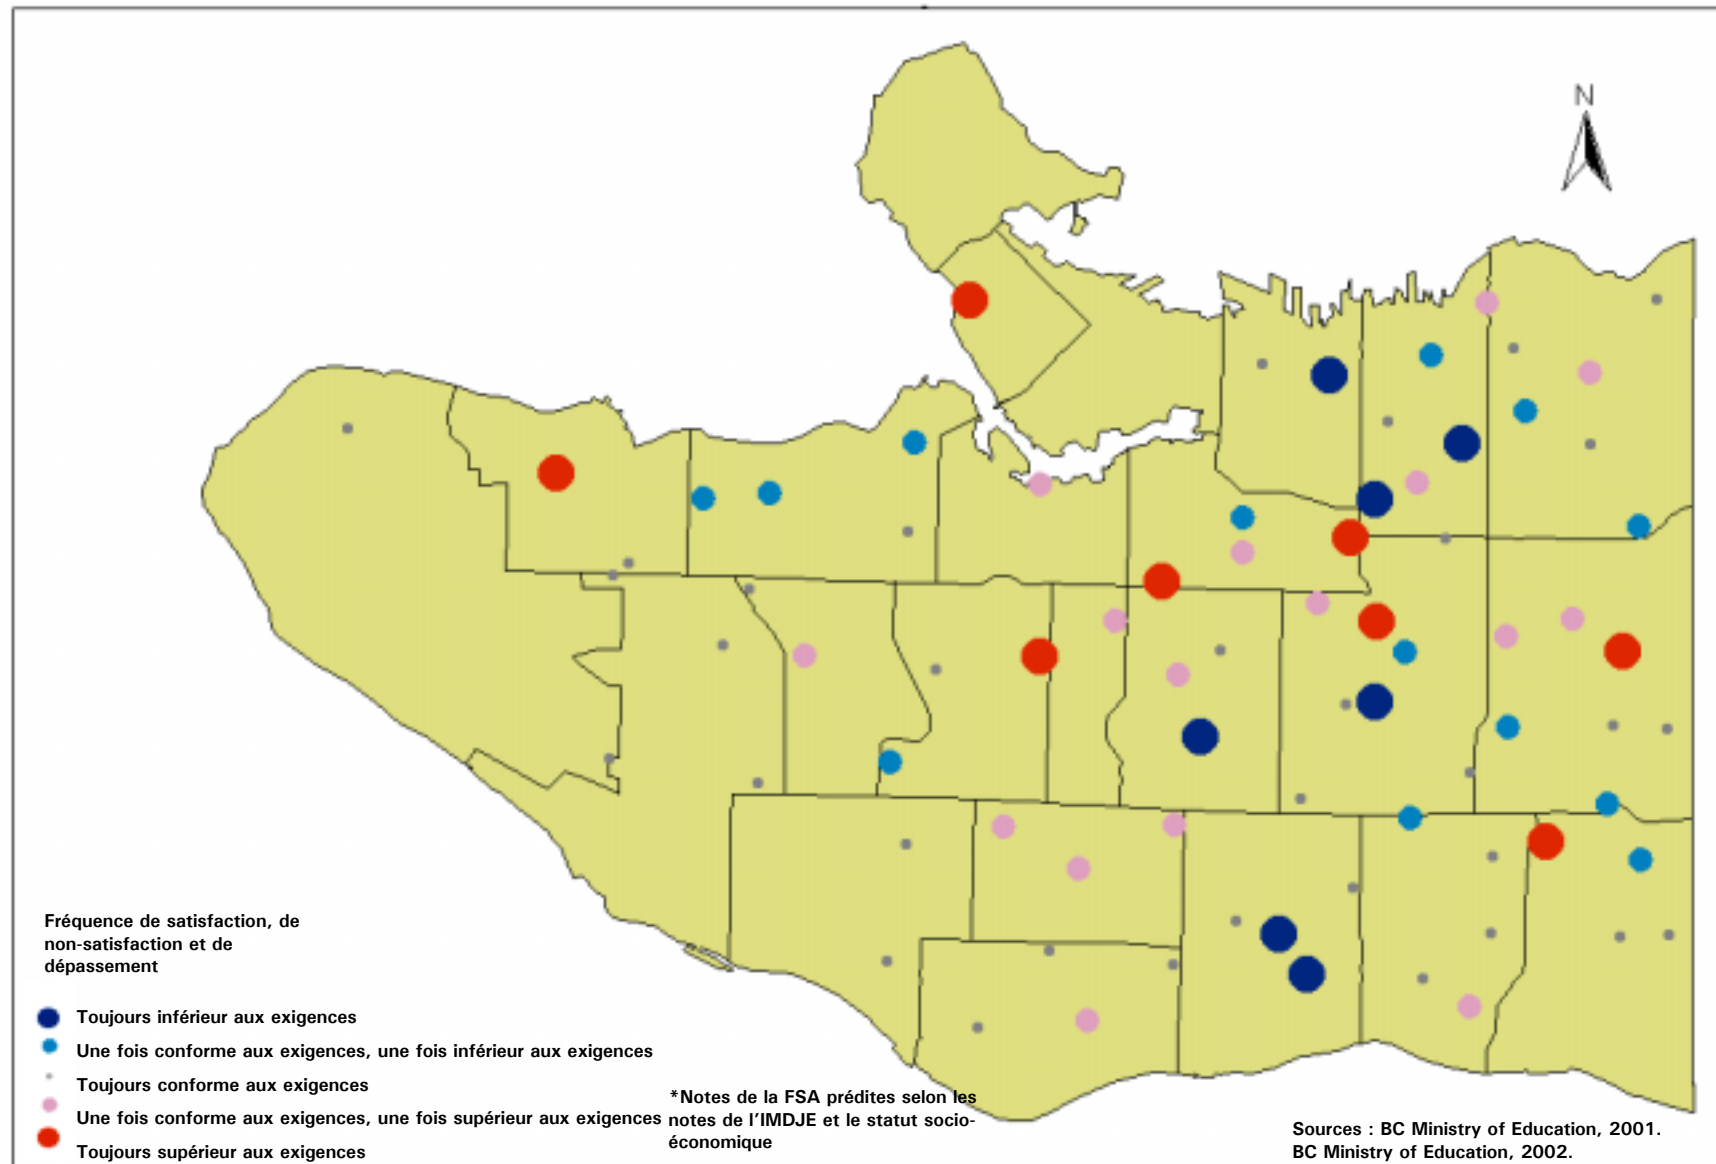 N
Fréquence de satisfaction, de
non-satisfaction et de
dépassement
Toujours inférieur aux exigences
Une fois conforme aux exigences, une fois inférieur aux exigences
Toujours conforme aux exigences
Une fois conforme aux exigences, une fois supérieur aux exigences
Toujours supérieur aux exigences
*Notes de la FSA prédites selon les
notes de l'IMDJE et le statut socio-
économique
Sources : BC Ministry of Education, 2001.
BC Ministry of Education, 2002.